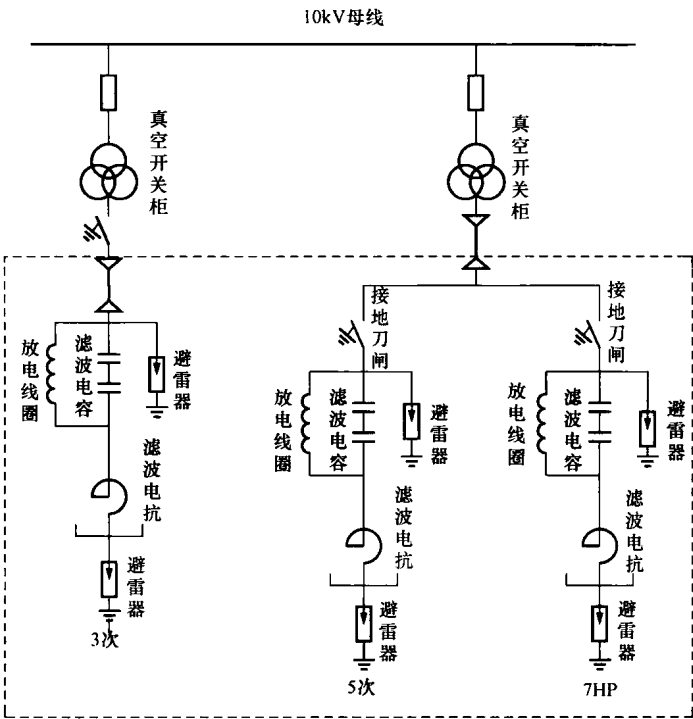 10kV母线
真空开关柜
真空开关柜
放电线圈
滤波电容
避雷器
滤波电抗
避雷器
3次
接地刀闸
放电线圈
滤波电容
避雷器
滤波电抗
避雷器
5次
接地刀闸
放电线圈
滤波电容
避雷器
滤波电抗
避雷器
7HP